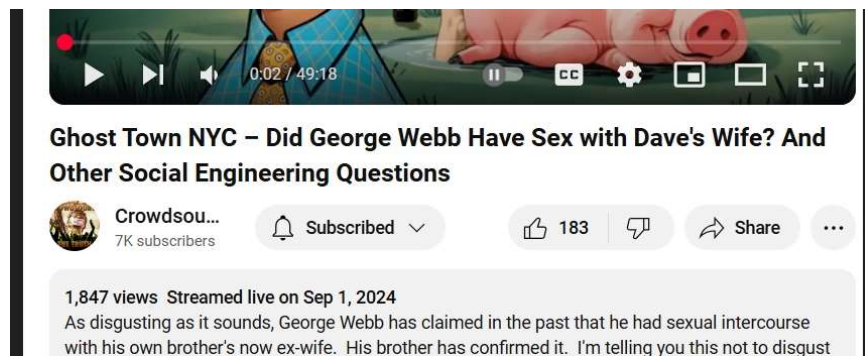 0:02 / 49:18
CC
Ghost Town NYC – Did George Webb Have Sex with Dave's Wife? And
Other Social Engineering Questions
Crowdsou...
7K subscribers
Subscribed
183
Share
1,847 views Streamed live on Sep 1, 2024
As disgusting as it sounds, George Webb has claimed in the past that he had sexual intercourse
with his own brother's now ex-wife. His brother has confirmed it. I'm telling you this not to disgust